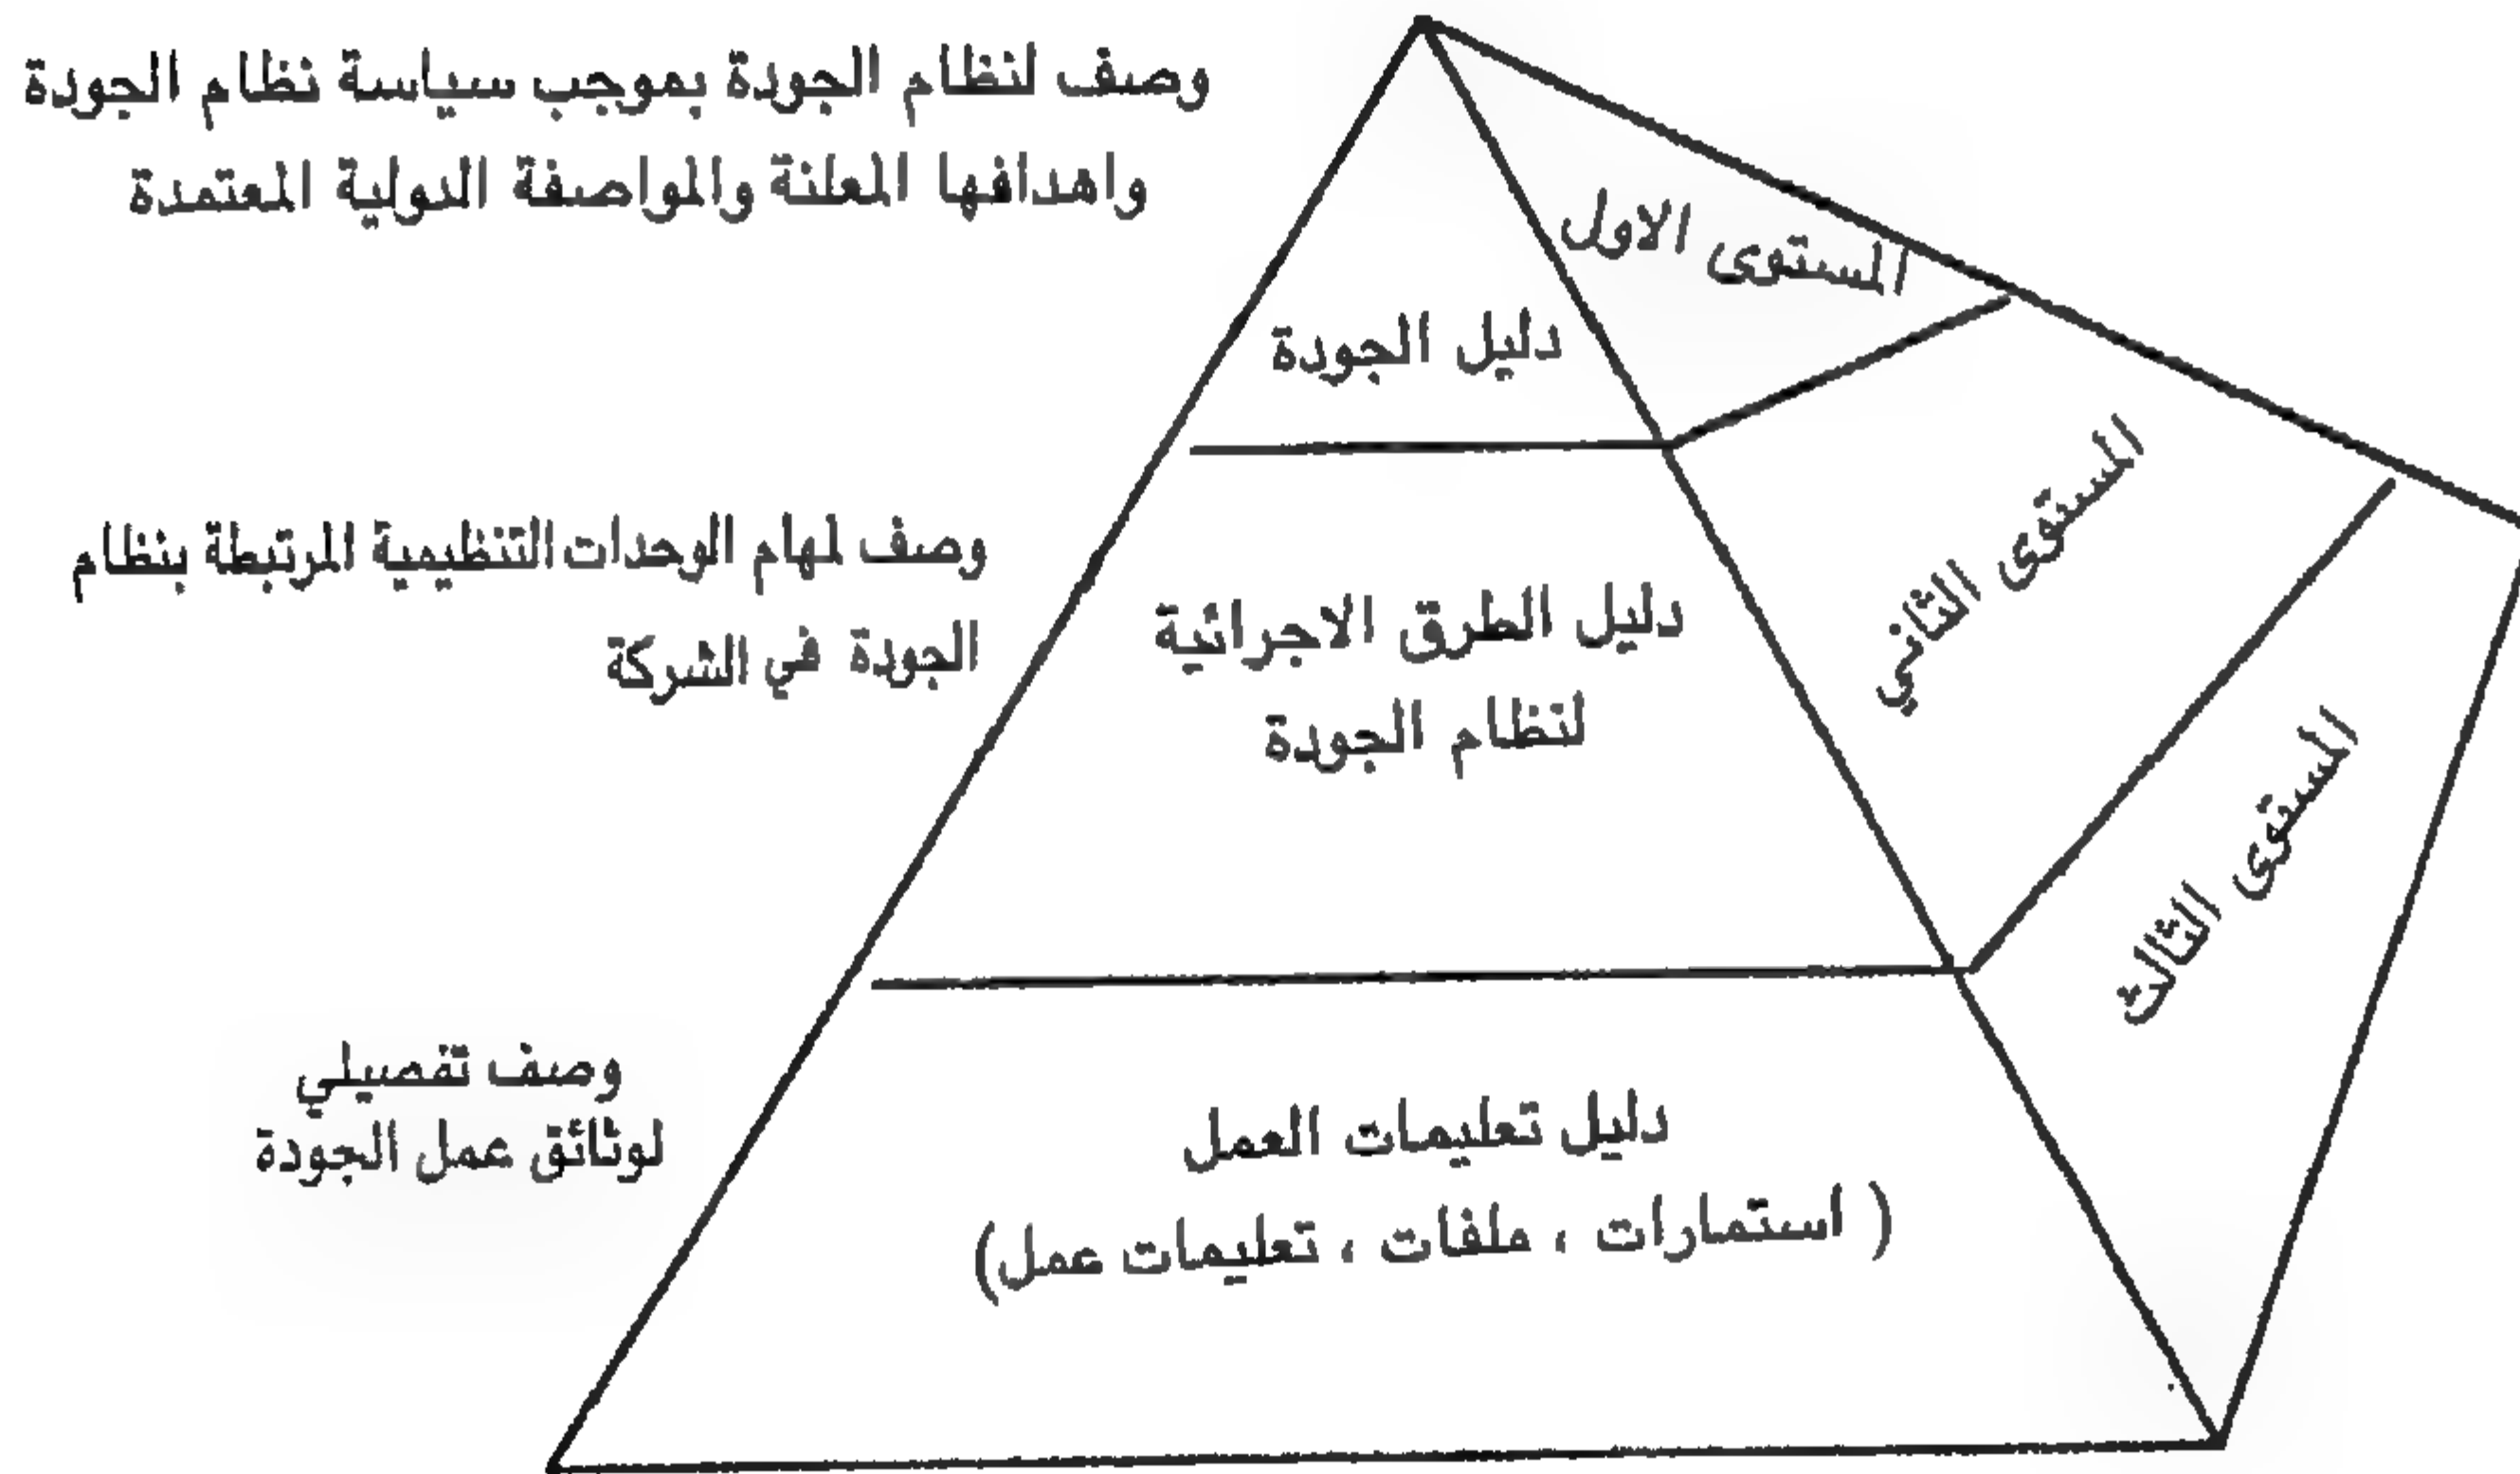 وصف لنظام الجودة بموجب سياسة نظام الجودة
واهدافها المعلنة والمواصفة الدولية المعتمدة
المستوى الاول
دليل الجودة
وصف لمهام الوحدات التنظيمية المرتبطة بنظام
الجودة في الشركة
المستوى الثاني
دليل الطرق الاجرائية
لنظام الجودة
المستوى الثالث
وصف تفصيلي
لوثائق عمل الجودة
دليل تعليمات العمل
( استمارات ، ملفات ، تعليمات عمل)